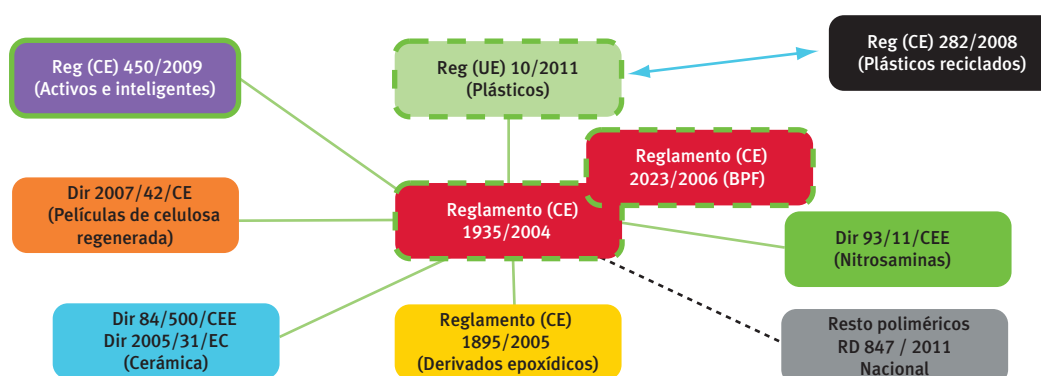 Reg (CE) 450/2009
(Activos e inteligentes)
Reg (UE) 10/2011
(Plásticos)
Reg (CE) 282/2008
(Plásticos reciclados)
Reglamento (CE)
2023/2006 (BPF)
Dir 2007/42/CE
(Películas de celulosa
regenerada)
Reglamento (CE)
1935/2004
Dir 93/11/CEE
(Nitrosaminas)
Dir 84/500/CEE
Dir 2005/31/EC
(Cerámica)
Reglamento (CE)
1895/2005
(Derivados epoxídicos)
Resto poliméricos
RD 847 / 2011
Nacional